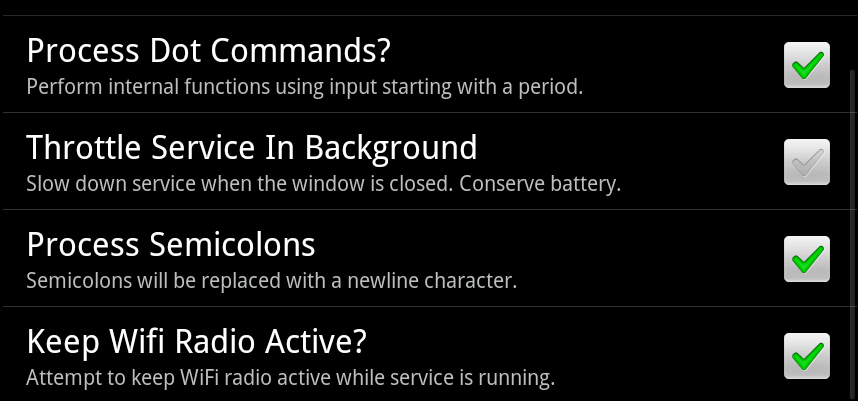 Process Dot Commands?
Perform internal functions using input starting with a period.
Throttle Service In Background
Slow down service when the window is closed. Conserve battery.
Process Semicolons
Semicolons will be replaced with a newline character.
Keep Wifi Radio Active?
Attempt to keep WiFi radio active while service is running.